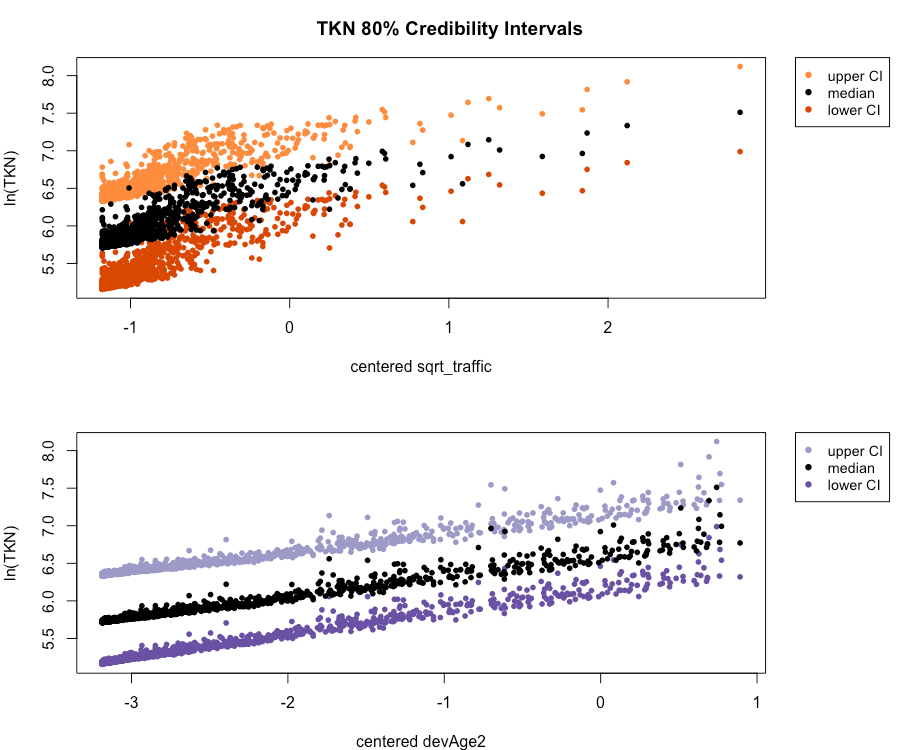 TKN 80% Credibility Intervals
ln(TKN)
8.0
7.5
7.0
6.5
6.0
5.5
-1 0 1 2
centered sqrt_traffic
upper CI
median
lower CI
ln(TKN)
8.0
7.5
7.0
6.5
6.0
5.5
-3 -2 -1 0 1
centered devAge2
upper CI
median
lower CI